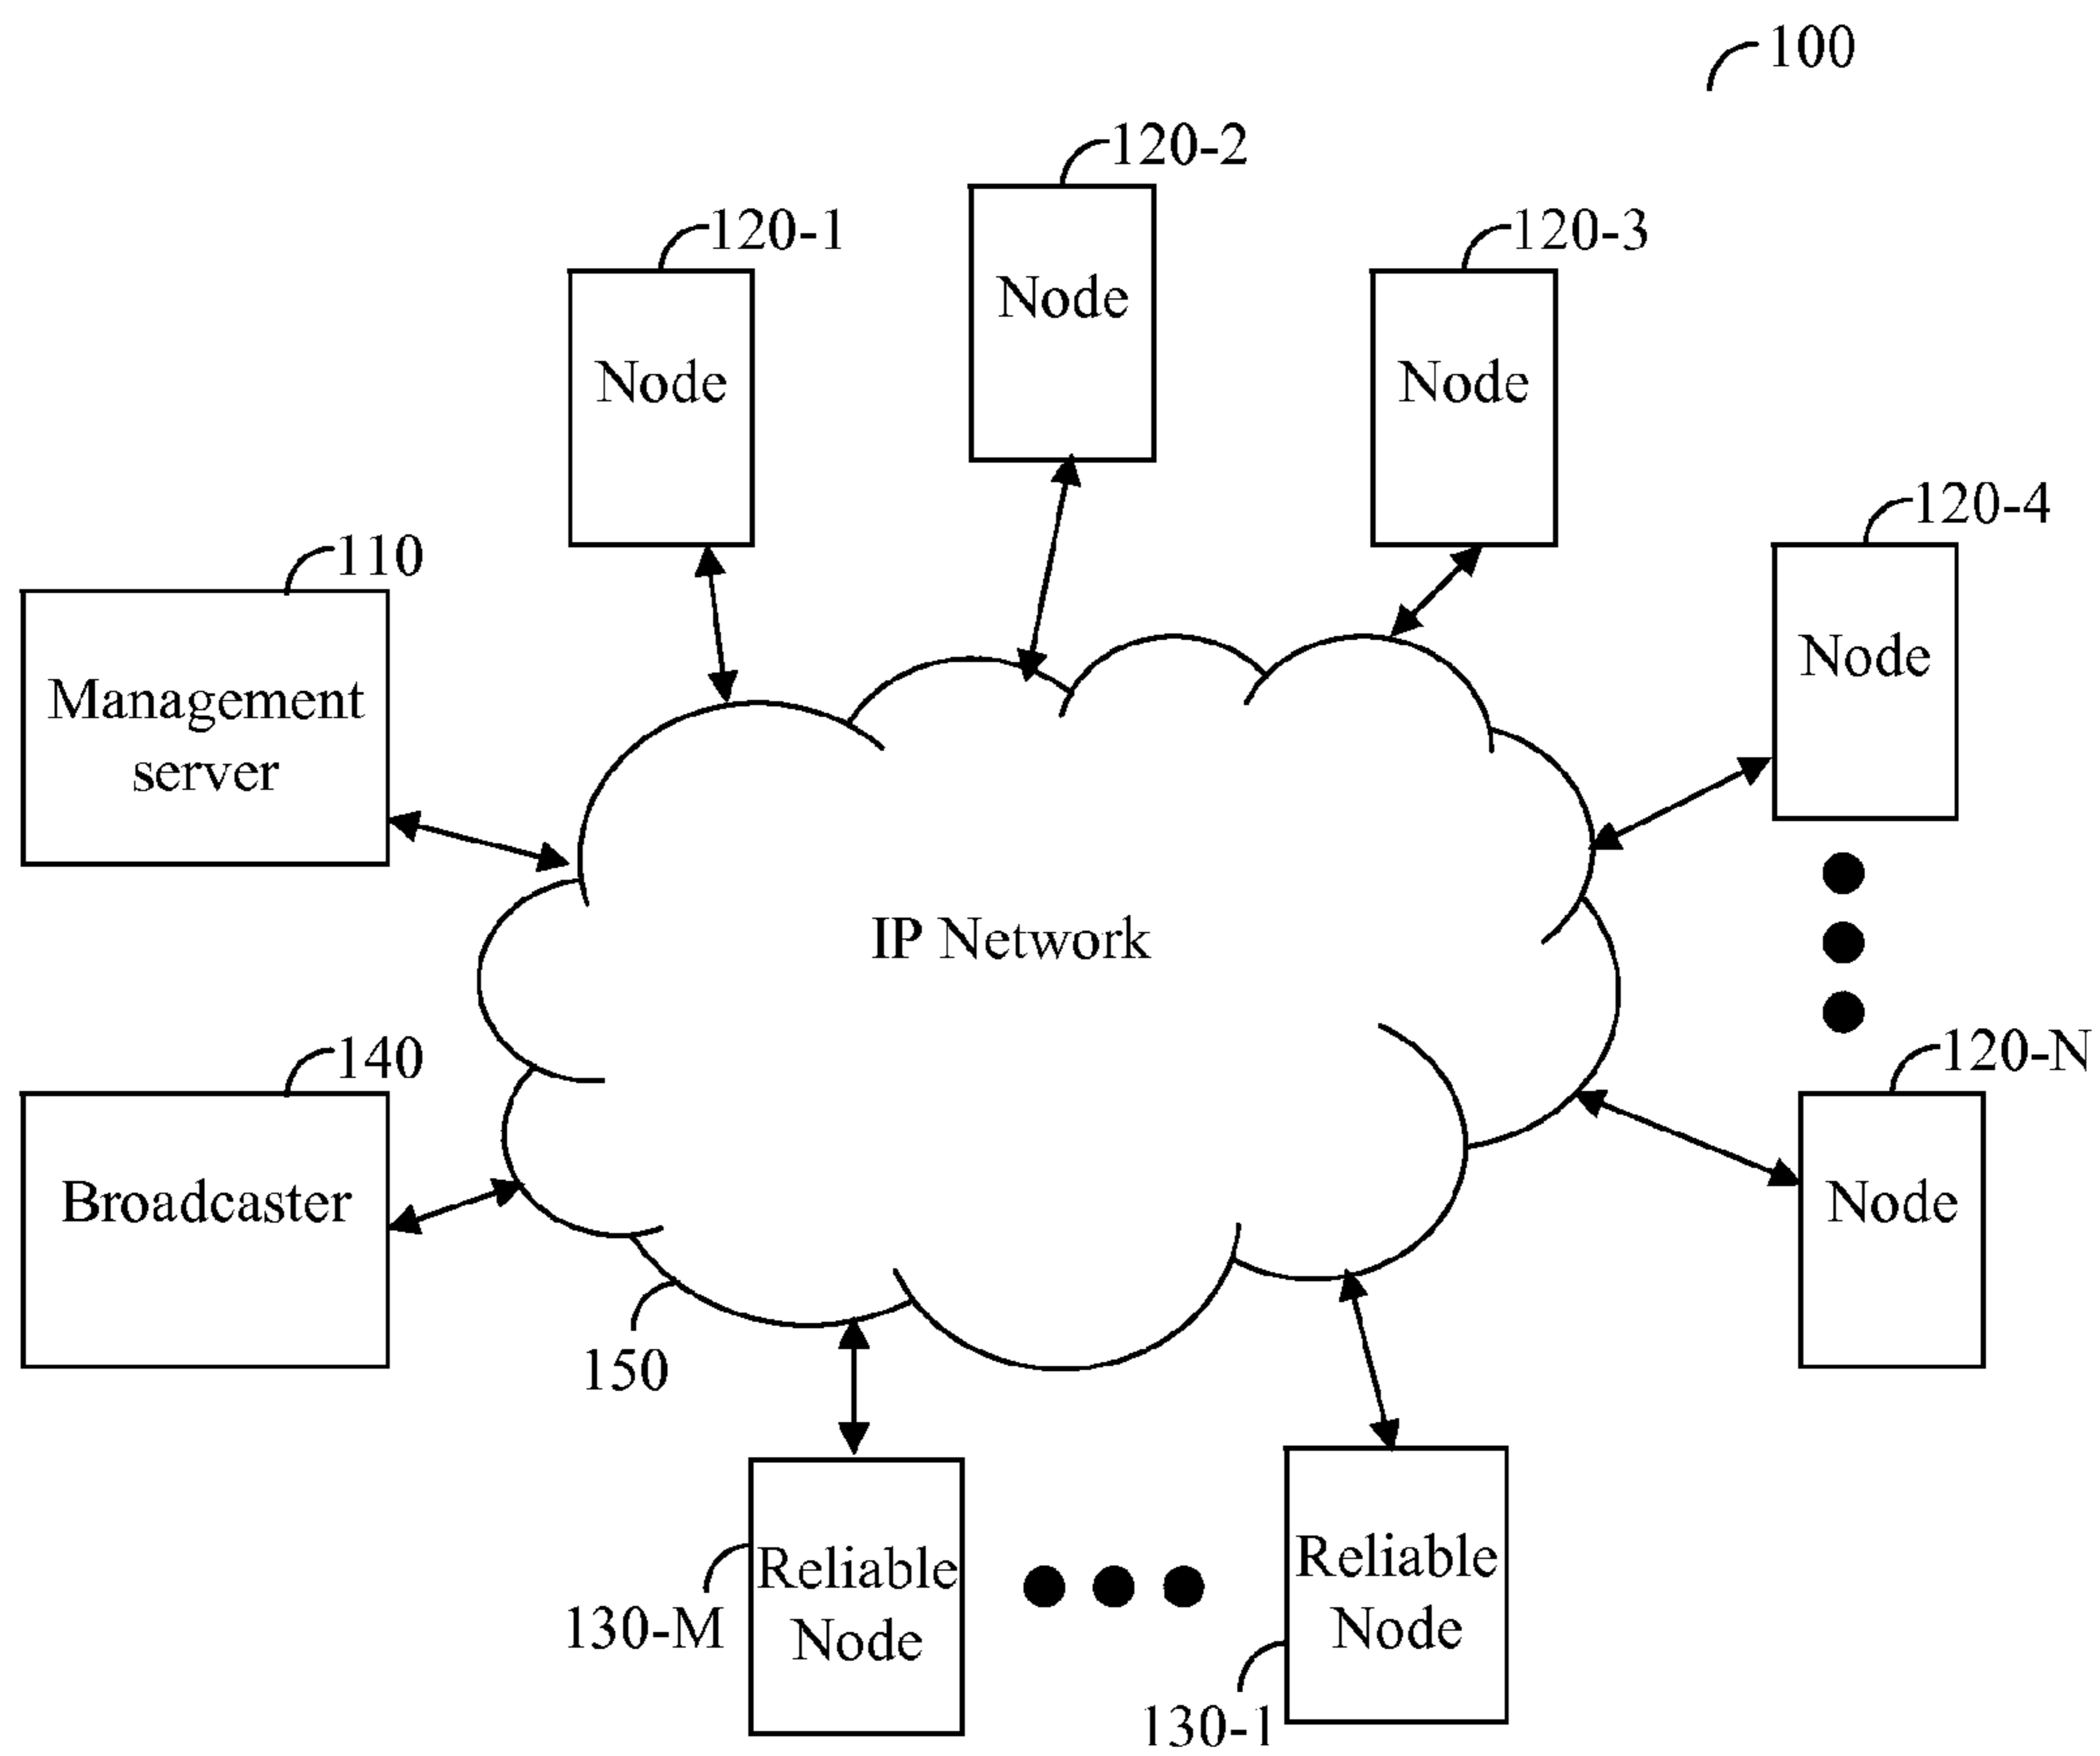 100
120-2
120-1
120-3
Node
Node
Node
120-4
110
Node
Management
server
IP Network
140
120-N
Broadcaster
Node
150
Reliable
Node
Reliable
Node
130-M
130-1